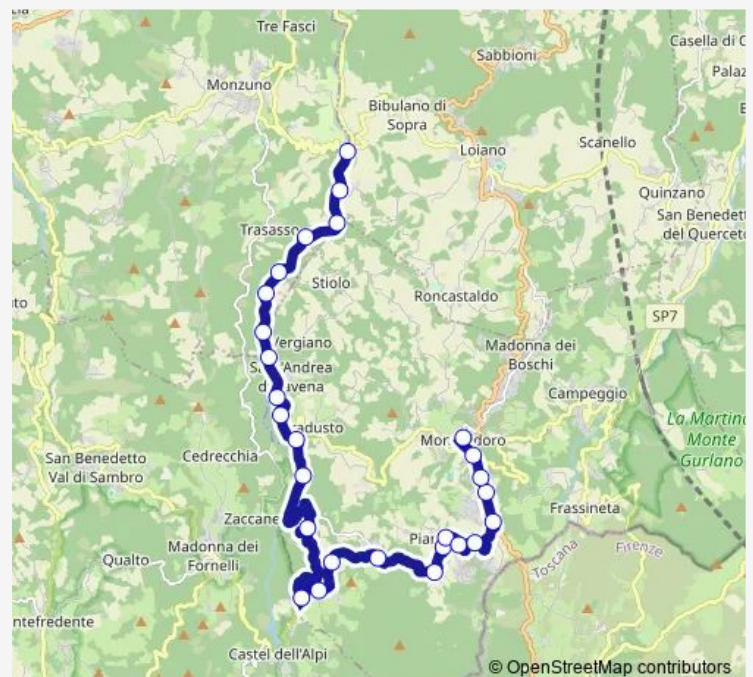 Tre Fasci
Sabbioni
Casella di C
Monzuno
Palaz
Bibulano di
Sopra
Loiano
Scanello
Quinzano
San Benedett
del Querceto
Trasasso
Stiolo
Roncastaldo
SP7
Vergiano
Madonna dei
Boschi
Campeggio
La Martina
Monte
Gurlano
San Benedetto
Val di Sambro
Cedrecchia
Frassineta
Zaccane
Madonna dei
Fornelli
Qualto
Toscana
Firenze
ntefredente
Castel dell'Alpi
© OpenStreetMap contributors